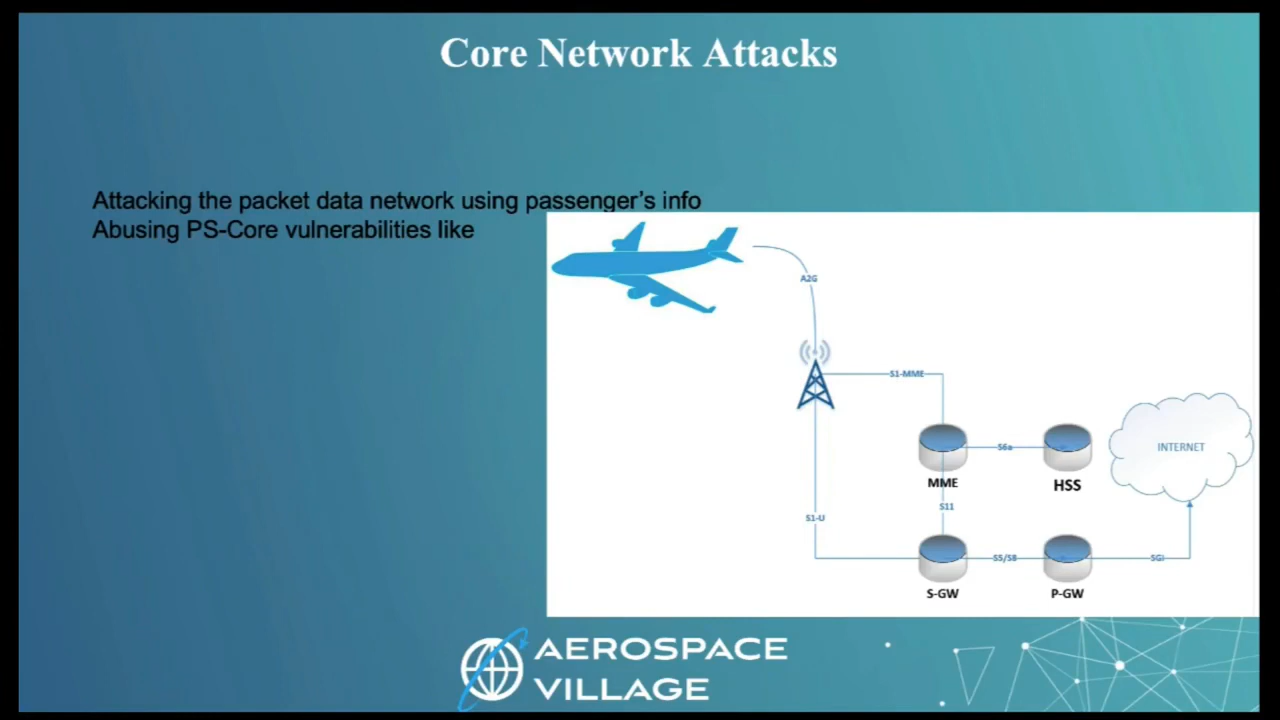 Core Network Attacks
Attacking the packet data network using passenger’s info
Abusing PS-Core vulnerabilities like
A2G
S1-MME
S6a
INTERNET
MME
HSS
S11
S1-U
S5/S8
SGi
S-GW
P-GW
AEROSPACE
VILLAGE